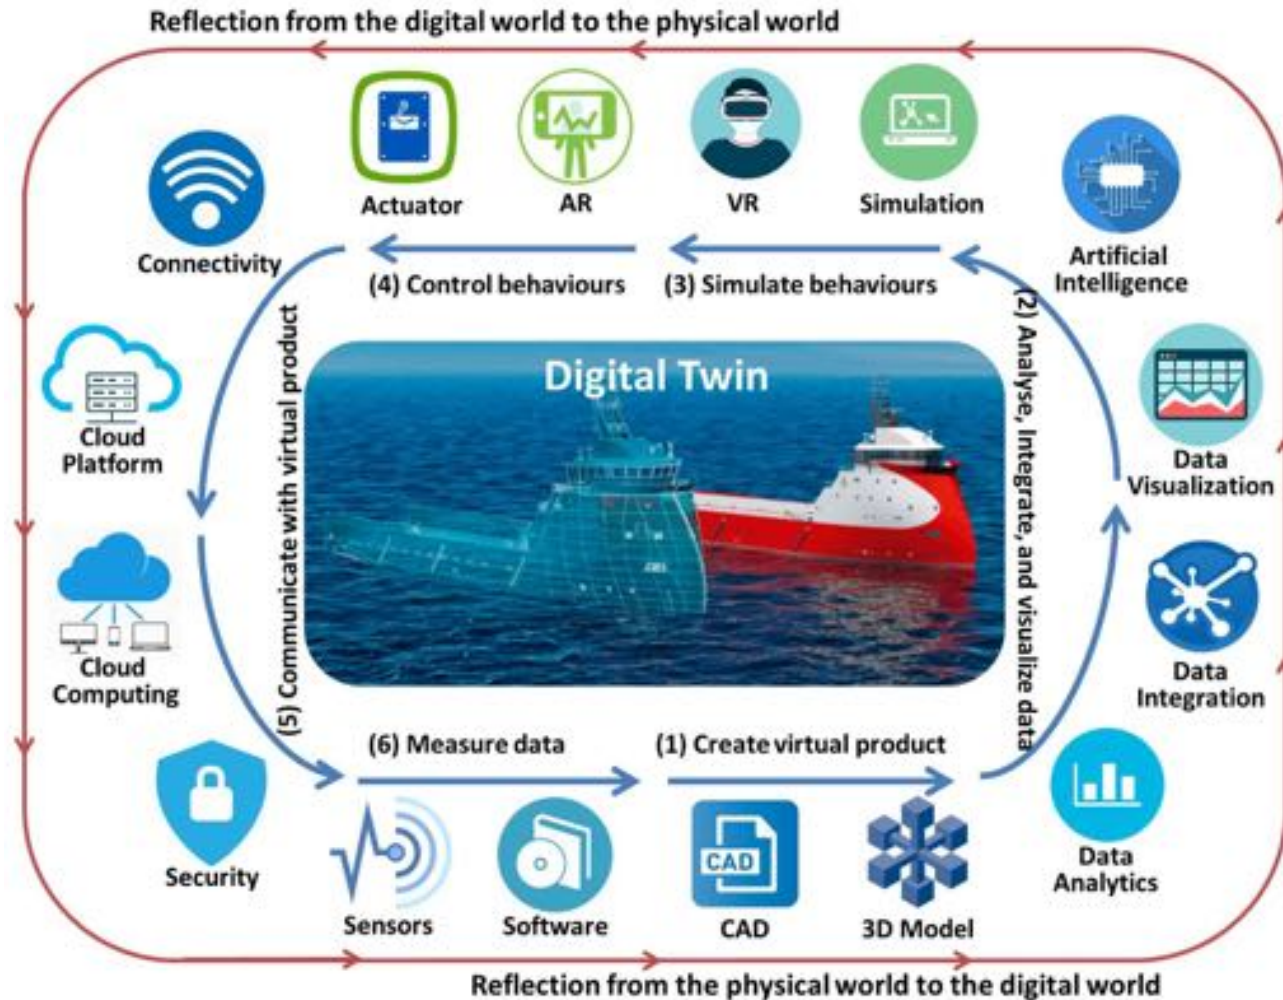 Reflection from the digital world to the physical world
Actuator
AR
VR
Simulation
Connectivity
Artificial
Intelligence
(4) Control behaviours
(3) Simulate behaviours
(2) Analyse, Integrate, and visualize data
(5) Communicate with virtual product
Digital Twin
Cloud
Platform
Data
Visualization
Cloud
Computing
Data
Integration
(6) Measure data
(1) Create virtual product
Security
Sensors
Software
CAD
CAD
3D Model
Data
Analytics
Reflection from the physical world to the digital world